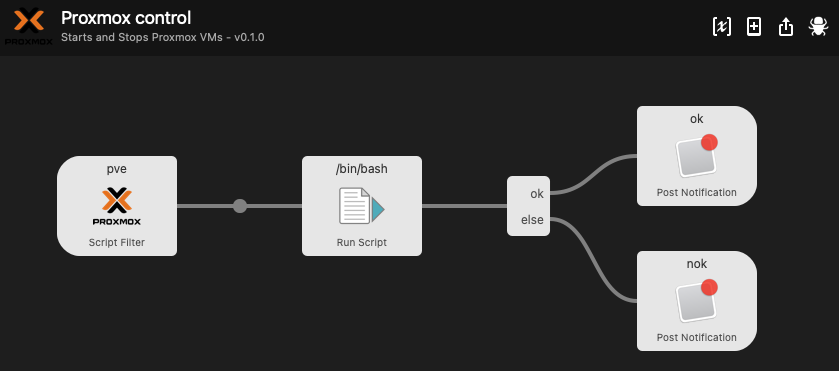 Proxmox control
Starts and Stops Proxmox VMs - v0.1.0
PROXMOX
pve
PROXMOX
Script Filter
/bin/bash
Run Script
ok
else
ok
Post Notification
nok
Post Notification